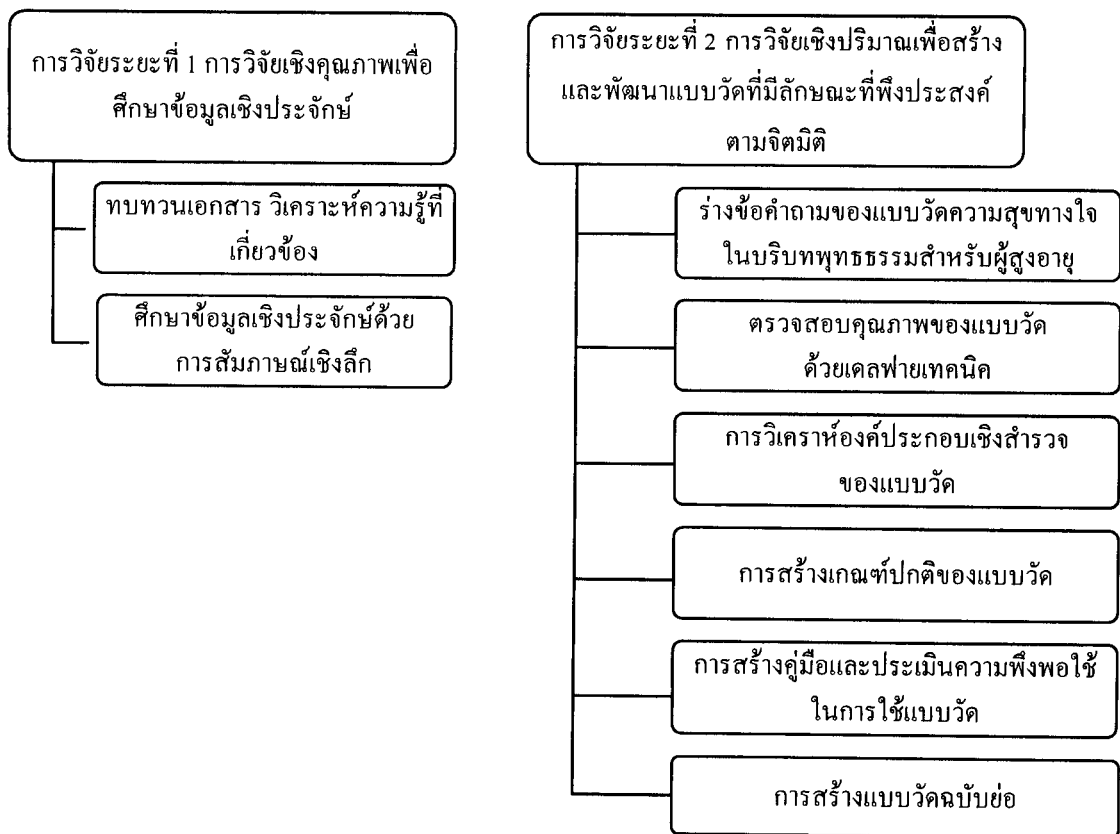 การวิจัยระยะที่ 1 การวิจัยเชิงคุณภาพเพื่อ
ศึกษาข้อมูลเชิงประจักษ์
ทบทวนเอกสาร วิเคราะห์ความรู้ที่
เกี่ยวข้อง
ศึกษาข้อมูลเชิงประจักษ์ด้วย
การสัมภาษณ์เชิงลึก
การวิจัยระยะที่ 2 การวิจัยเชิงปริมาณเพื่อสร้าง
และพัฒนาแบบวัดที่มีลักษณะที่พึงประสงค์
ตามจิตมิติ
ร่างข้อคำถามของแบบวัดความสุขทางใจ
ในบริบทพุทธธรรมสำหรับผู้สูงอายุ
ตรวจสอบคุณภาพของแบบวัด
ด้วยเดลฟายเทคนิค
การวิเคราะห์องค์ประกอบเชิงสำรวจ
ของแบบวัด
การสร้างเกณฑ์ปกติของแบบวัด
การสร้างคู่มือและประเมินความพึงพอใช้
ในการใช้แบบวัด
การสร้างแบบวัดฉบับย่อ